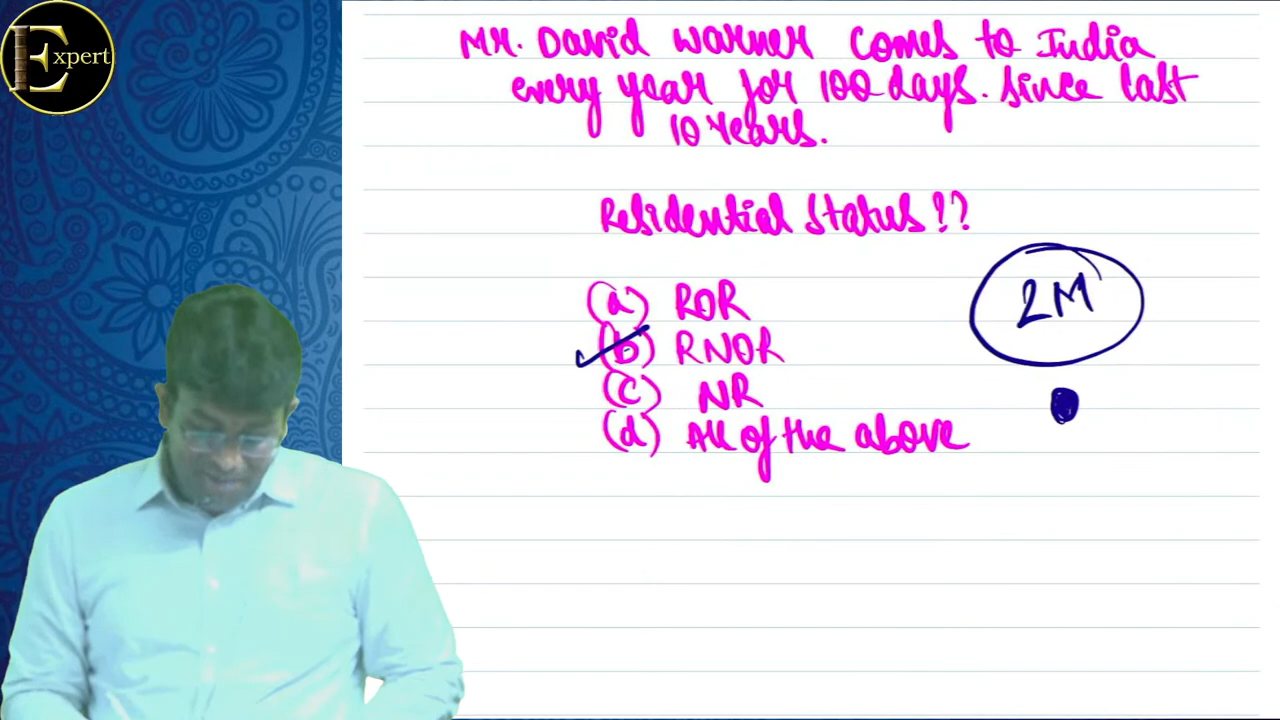 Expert
Mr. David Warner Comes to India
every year for 100 days. Since last
10 Years.
Residential Status!??
(a) ROR
(b) RNOR
(c) NR
(d) All of the above
2M